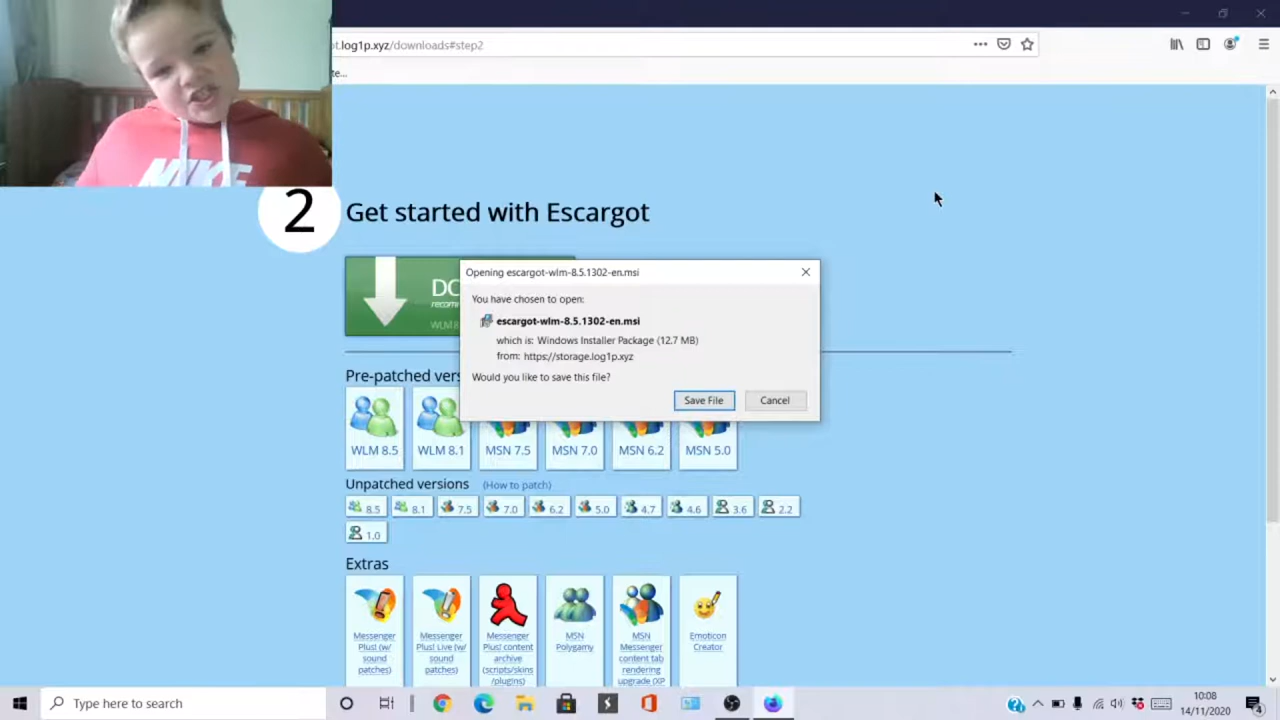 t.log1p.xyz/downloads#step2
te...
NIKE
2 Get started with Escargot
Opening escargot-wlm-8.5.1302-en.msi
You have chosen to open:
escargot-wlm-8.5.1302-en.msi
which is: Windows Installer Package (12.7 MB)
from: https://storage.log1p.xyz
Would you like to save this file?
Save File Cancel
DO
recomm
WLM 8
Pre-patched vers
WLM 8.5 WLM 8.1 MSN 7.5 MSN 7.0 MSN 6.2 MSN 5.0
Unpatched versions (How to patch)
8.5 8.1 7.5 7.0 6.2 5.0 4.7 4.6 3.6 2.2
1.0
Extras
Messenger Plus! (w/ sound patches)
Messenger Plus! Live (w/ sound patches)
Messenger Plus! content archive (scripts/skins /plugins)
MSN Polygamy
MSN Messenger content tab rendering upgrade (XP
Emoticon Creator
Type here to search
10:08
14/11/2020
4